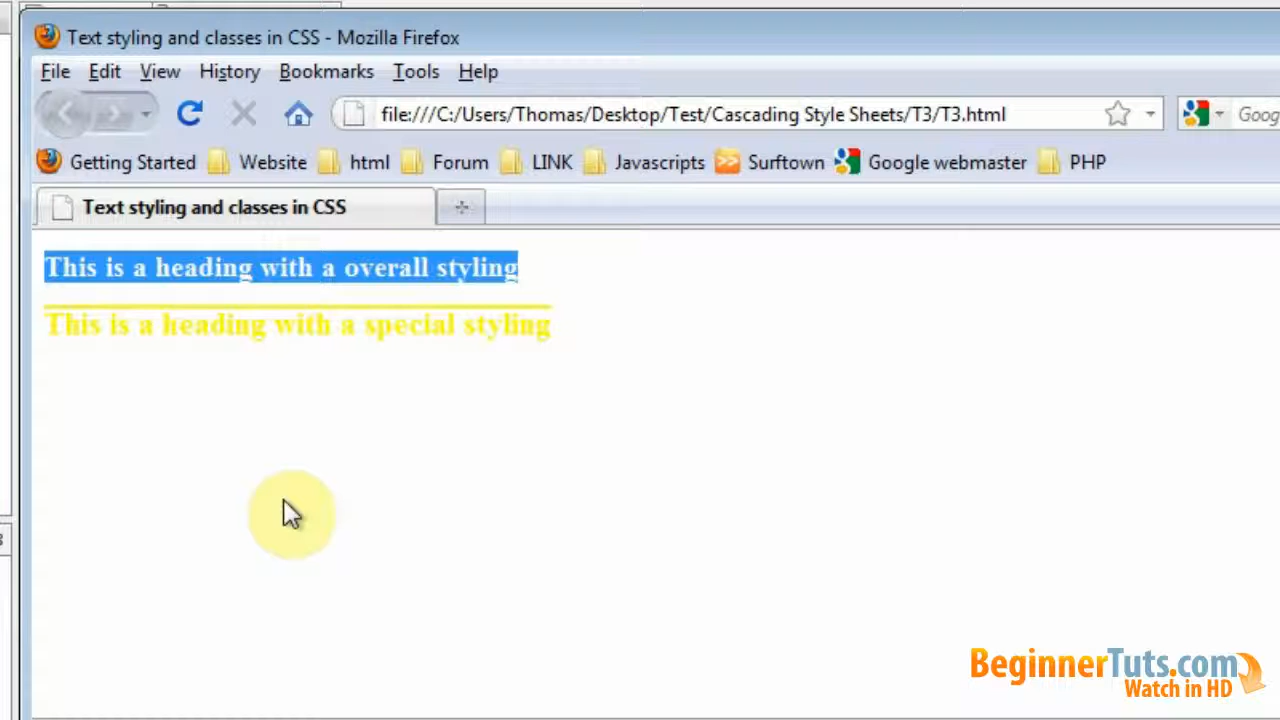 Text styling and classes in CSS - Mozilla Firefox
File Edit View History Bookmarks Tools Help
file:///C:/Users/Thomas/Desktop/Test/Cascading Style Sheets/T3/T3.html Goog
Getting Started Website html Forum LINK Javascripts Surftown Google webmaster PHP
Text styling and classes in CSS
This is a heading with a overall styling
This is a heading with a special styling
BeginnerTuts.com
Watch in HD